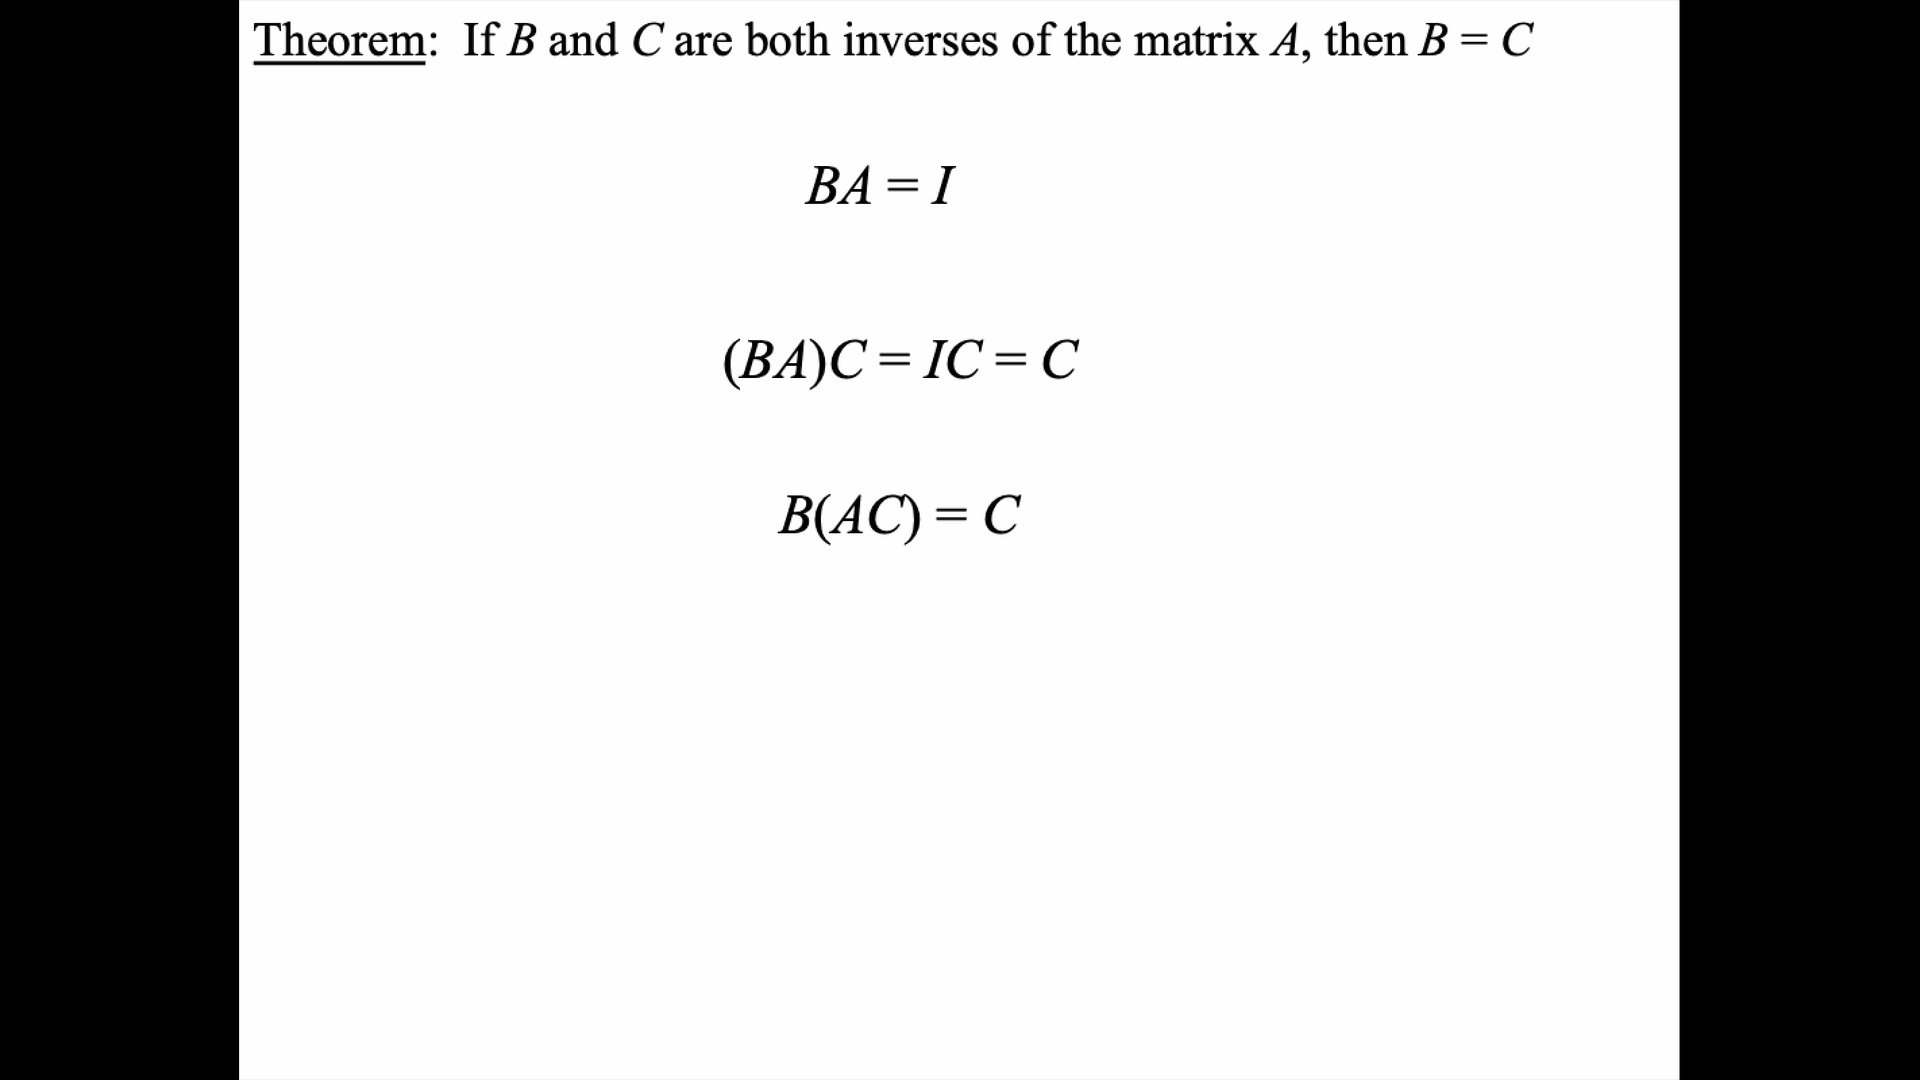 Theorem: If B and C are both inverses of the matrix A, then B = C
BA = I
(BA)C = IC = C
B(AC) = C